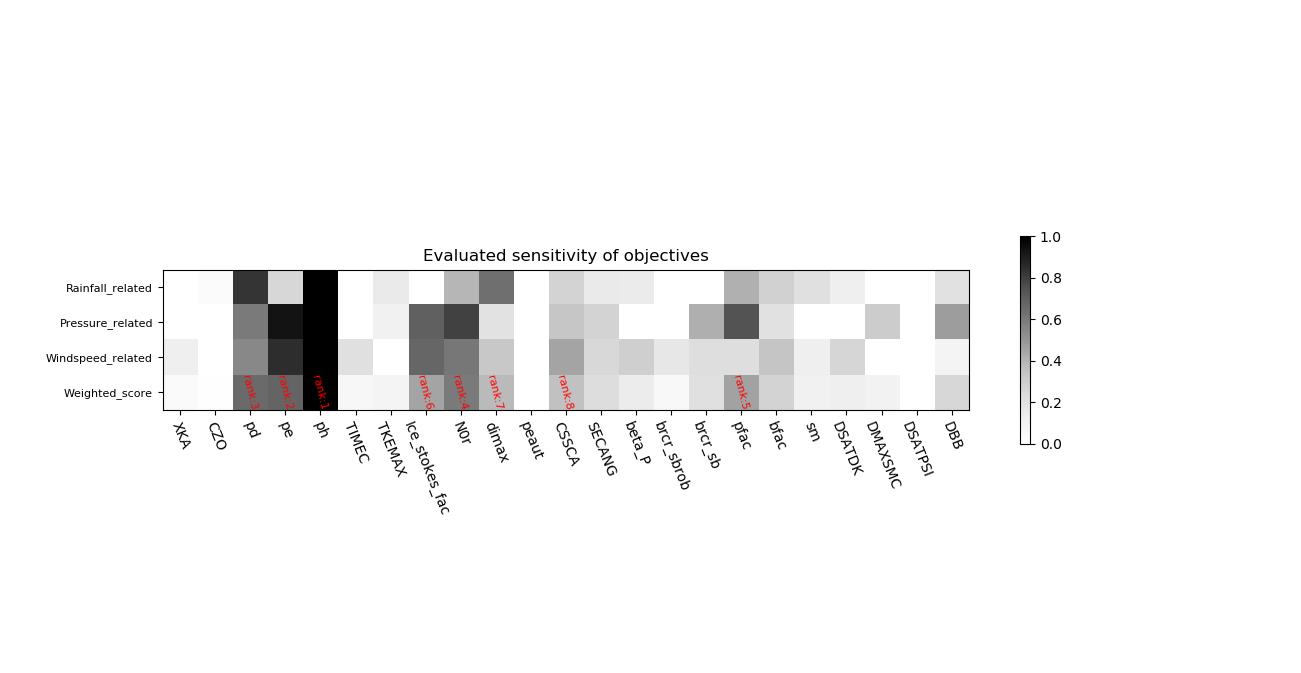 Evaluated sensitivity of objectives
Rainfall_related
Pressure_related
Windspeed_related
Weighted_score
rank:3
rank:2
rank:1
rank:6
rank:4
rank:7
rank:8
rank:5
XKA
CZO
pd
pe
ph
TIMEC
TKEMAX
Ice_stokes_fac
N0r
dimax
peaut
CSSCA
SECANG
beta_P
brcr_sbrob
brcr_sb
pfac
bfac
sm
DSATDK
DMAXSMC
DSATPSI
DBB
1.0
0.8
0.6
0.4
0.2
0.0